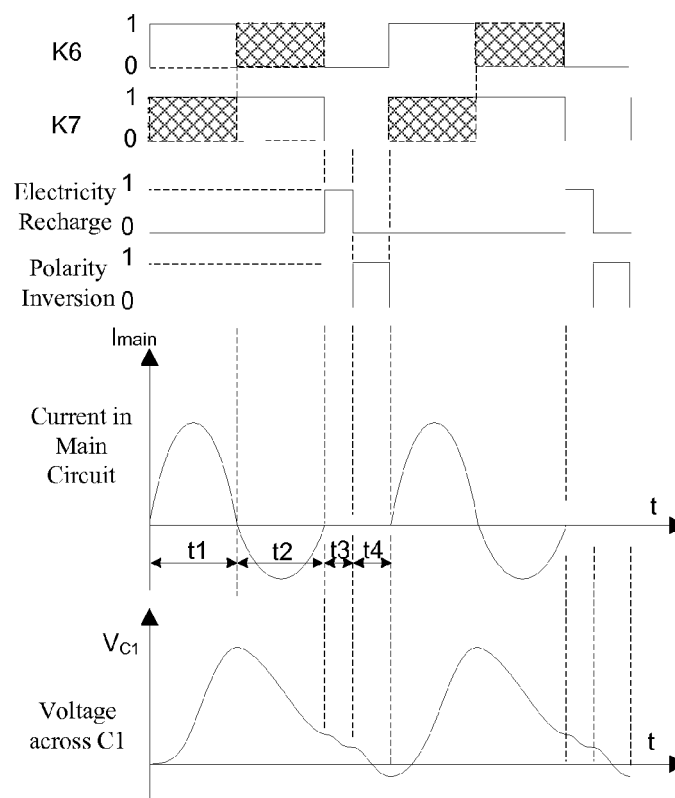 1
K6
0
1
K7
0
Electricity 1
Recharge 0
Polarity 1
Inversion 0
Imain
Current in
Main
Circuit
t
t1 t2 t3 t4
VC1
Voltage
across C1
t